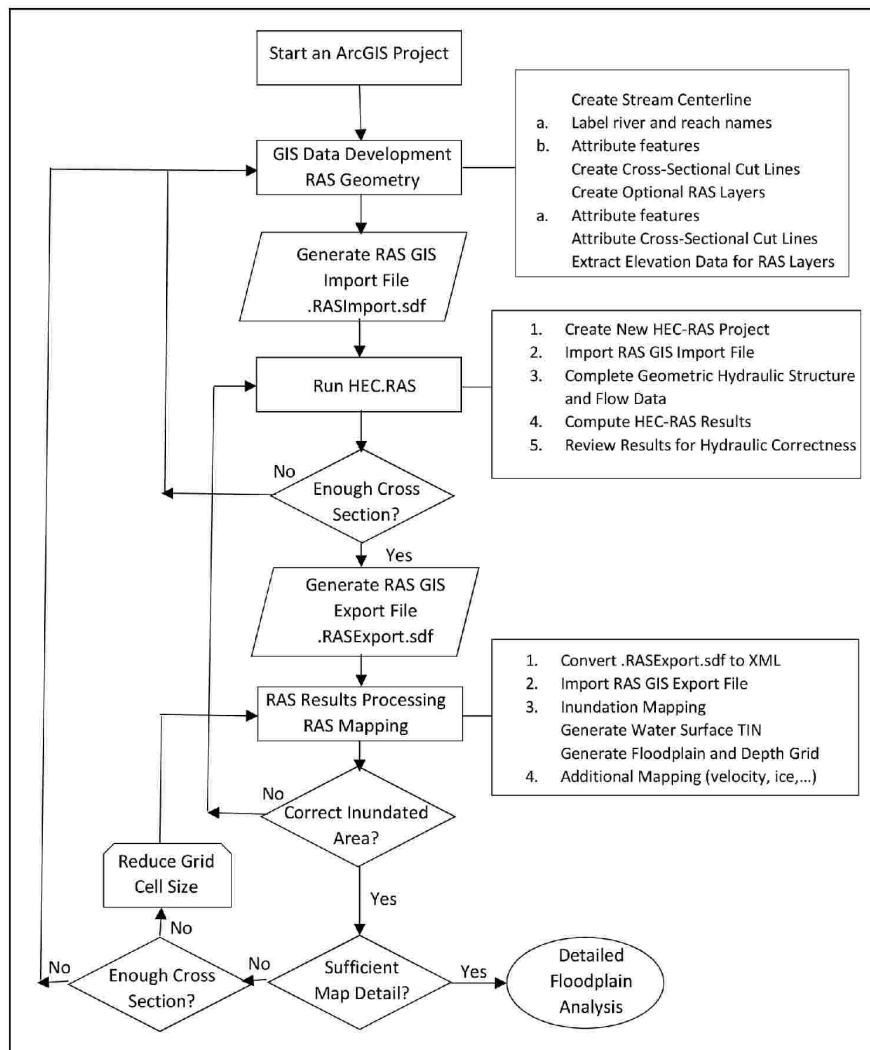 Start an ArcGIS Project
GIS Data Development
RAS Geometry
Create Stream Centerline
a. Label river and reach names
b. Attribute features
Create Cross-Sectional Cut Lines
Create Optional RAS Layers
a. Attribute features
Attribute Cross-Sectional Cut Lines
Extract Elevation Data for RAS Layers
Generate RAS GIS
Import File
.RASImport.sdf
Run HEC.RAS
1. Create New HEC-RAS Project
2. Import RAS GIS Import File
3. Complete Geometric Hydraulic Structure
and Flow Data
4. Compute HEC-RAS Results
5. Review Results for Hydraulic Correctness
No
Enough Cross
Section?
Yes
Generate RAS GIS
Export File
.RASExport.sdf
RAS Results Processing
RAS Mapping
1. Convert .RASExport.sdf to XML
2. Import RAS GIS Export File
3. Inundation Mapping
Generate Water Surface TIN
Generate Floodplain and Depth Grid
4. Additional Mapping (velocity, ice,...)
No
Correct Inundated
Area?
Yes
Reduce Grid
Cell Size
No
No
Enough Cross
Section?
No
Sufficient
Map Detail?
Yes
Detailed
Floodplain
Analysis